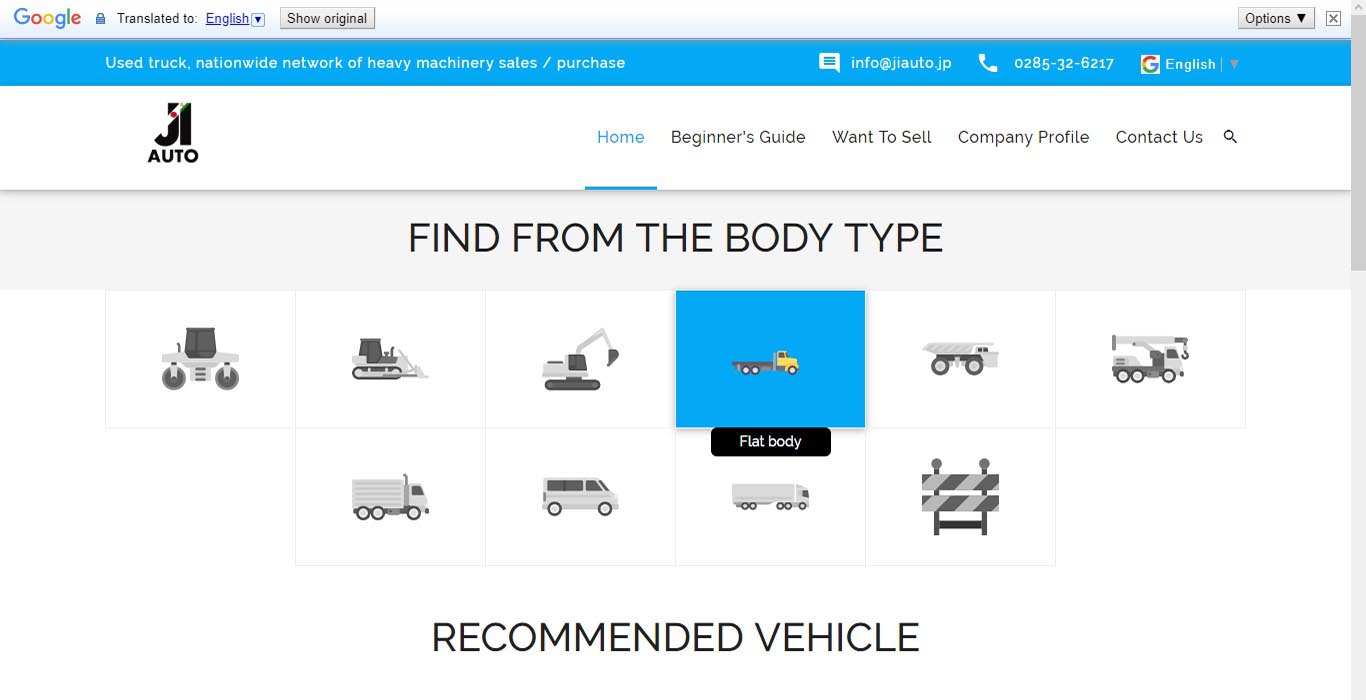 Google Translated to: English Show original Options ▼
Used truck, nationwide network of heavy machinery sales / purchase info@jiauto.jp 0285-32-6217 G English | ▼
JI
AUTO
Home Beginner's Guide Want To Sell Company Profile Contact Us
FIND FROM THE BODY TYPE
Flat body
RECOMMENDED VEHICLE